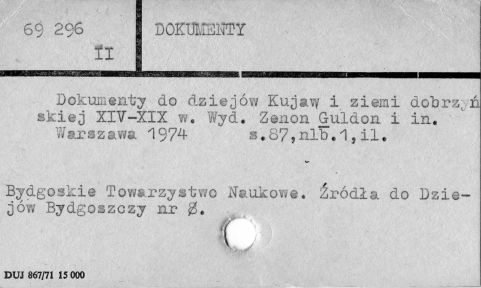 69 296
II
DOKUMENTY
Dokumenty do dziejów Kujaw i ziemi dobrzyń
skiej XIV-XIX w. Wyd. Zenon Guldon i in.
Warszawa 1974 s.87,nlb.1,il.
Bydgoskie Towarzystwo Naukowe. Źródła do Dzie-
jów Bydgoszczy nr 8.
DUJ 867/71 15 000